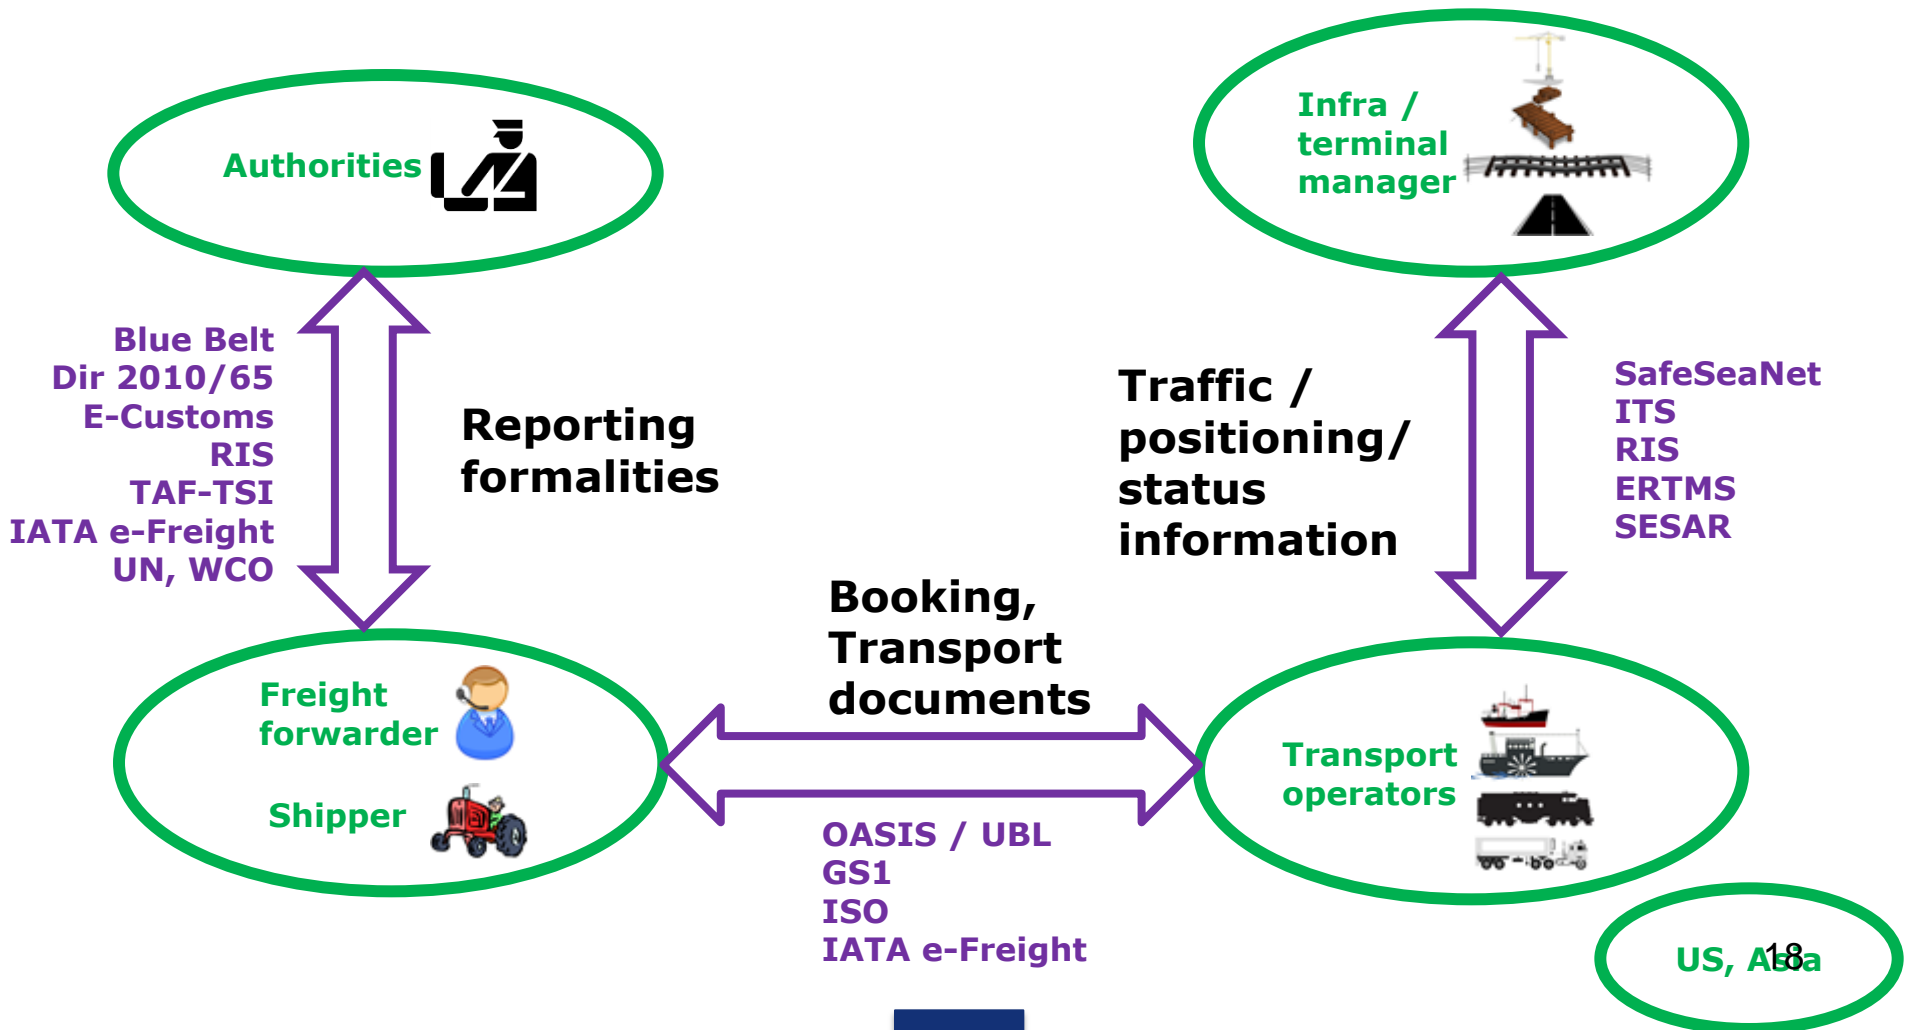 Authorities
Infra /
terminal
manager
Blue Belt
Dir 2010/65
E-Customs
RIS
TAF-TSI
IATA e-Freight
UN, WCO
Reporting
formalities
Traffic /
positioning/
status
information
SafeSeaNet
ITS
RIS
ERTMS
SESAR
Booking,
Transport
documents
Freight
forwarder
Shipper
Transport
operators
OASIS / UBL
GS1
ISO
IATA e-Freight
US, Asia
18